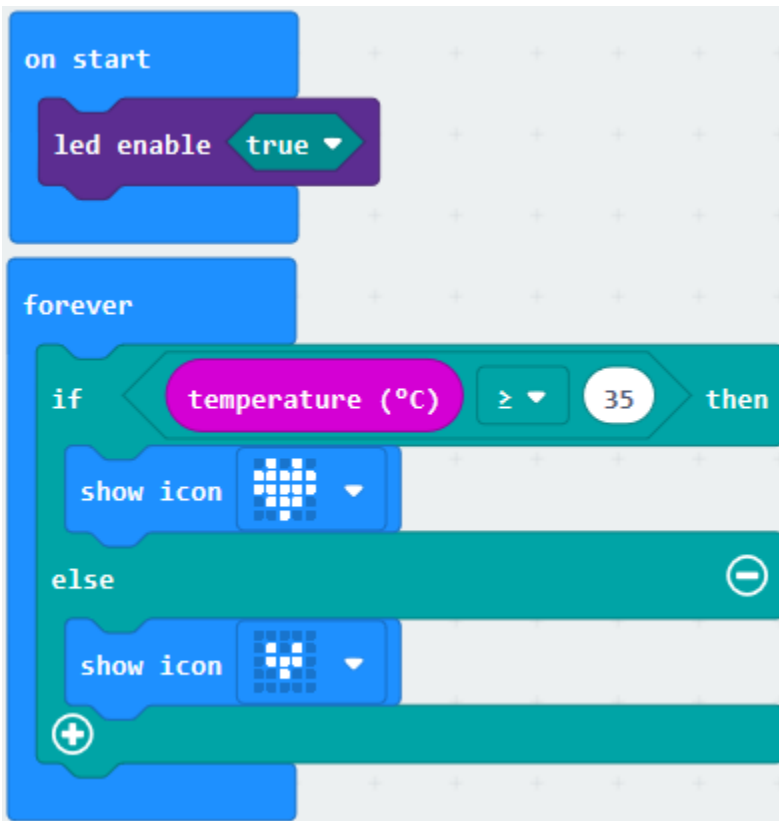 on start
led enable true
forever
if temperature (°C) ≥ 35 then
show icon
else
show icon